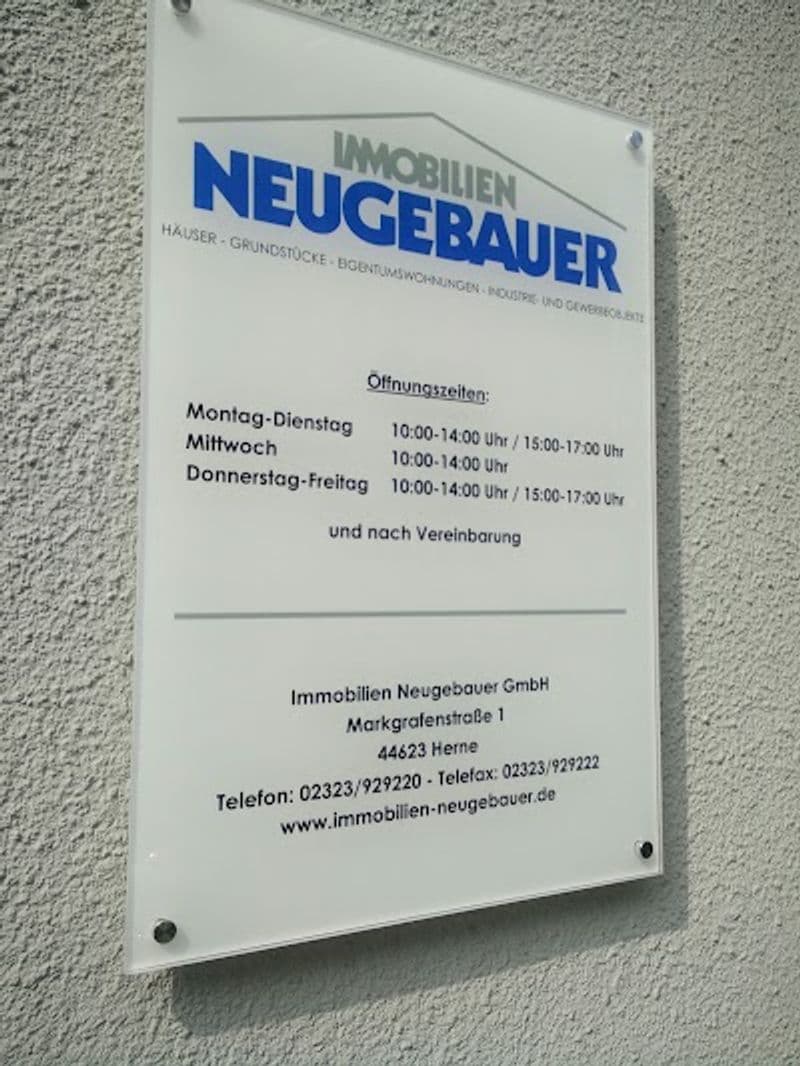 IMMOBILIEN
NEUGEBAUER
HÄUSER - GRUNDSTÜCKE - EIGENTUMSWOHNUNGEN - INDUSTRIE- UND GEWERBEOBJEKTE
Öffnungszeiten:
Montag-Dienstag 10:00-14:00 Uhr / 15:00-17:00 Uhr
Mittwoch 10:00-14:00 Uhr
Donnerstag-Freitag 10:00-14:00 Uhr / 15:00-17:00 Uhr
und nach Vereinbarung
Immobilien Neugebauer GmbH
Markgrafenstraße 1
44623 Herne
Telefon: 02323/929220 - Telefax: 02323/929222
www.immobilien-neugebauer.de